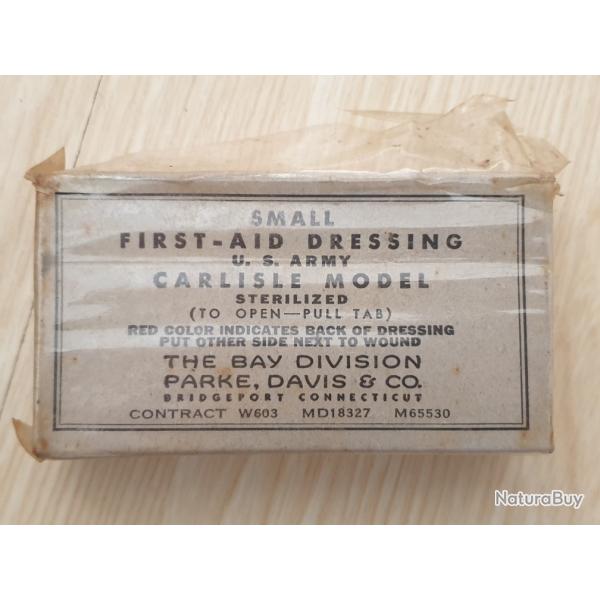 SMALL
FIRST-AID DRESSING
U. S. ARMY
CARLISLE MODEL
STERILIZED
(TO OPEN—PULL TAB)
RED COLOR INDICATES BACK OF DRESSING
PUT OTHER SIDE NEXT TO WOUND
THE BAY DIVISION
PARKE, DAVIS & CO.
BRIDGEPORT CONNECTICUT
CONTRACT W603 MD18327 M65530
NaturaBuy